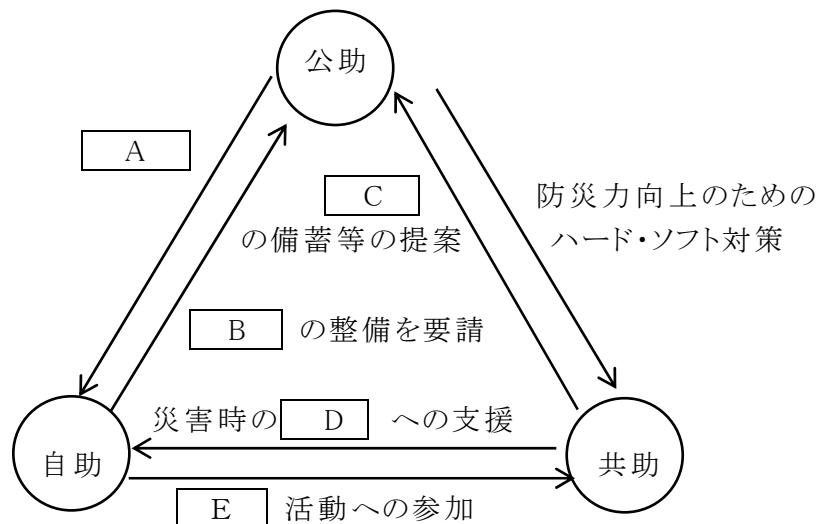 公助
A
C
の備蓄等の提案
防災力向上のための
ハード・ソフト対策
B の整備を要請
災害時の D への支援
自助
共助
E 活動への参加